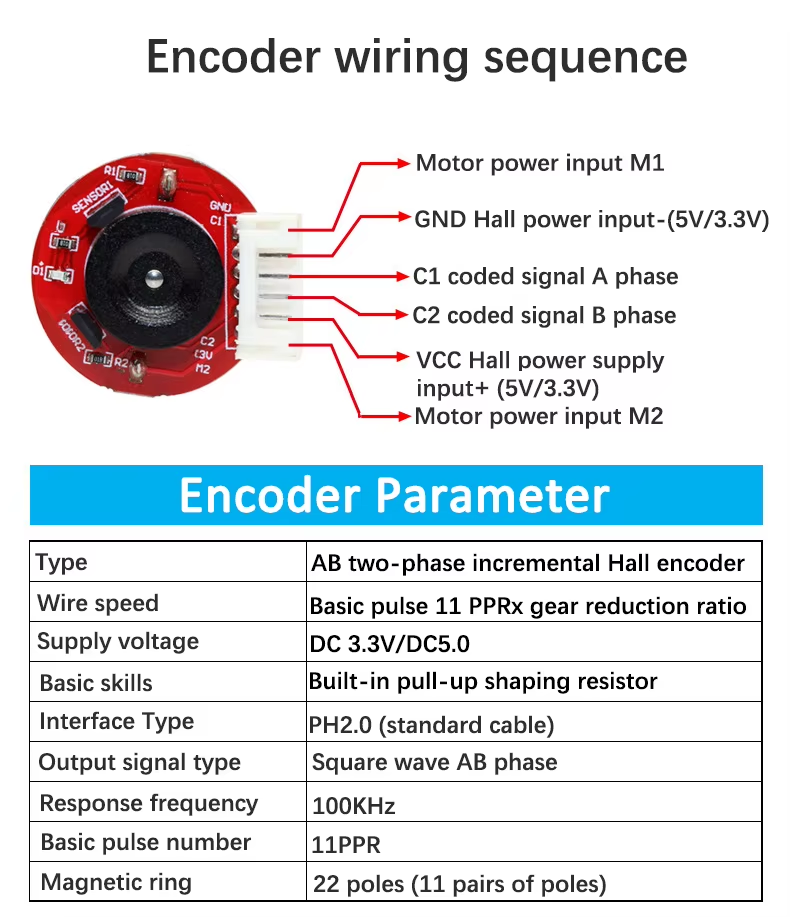 Encoder wiring sequence
Motor power input M1
R1
SENSOR1
GND
C1
GND Hall power input-(5V/3.3V)
D1
C1 coded signal A phase
C2 coded signal B phase
R2
C2
M2
VCC Hall power supply
input+ (5V/3.3V)
Motor power input M2
Encoder Parameter
Type AB two-phase incremental Hall encoder
Wire speed Basic pulse 11 PPRx gear reduction ratio
Supply voltage DC 3.3V/DC5.0
Basic skills Built-in pull-up shaping resistor
Interface Type PH2.0 (standard cable)
Output signal type Square wave AB phase
Response frequency 100KHz
Basic pulse number 11PPR
Magnetic ring 22 poles (11 pairs of poles)